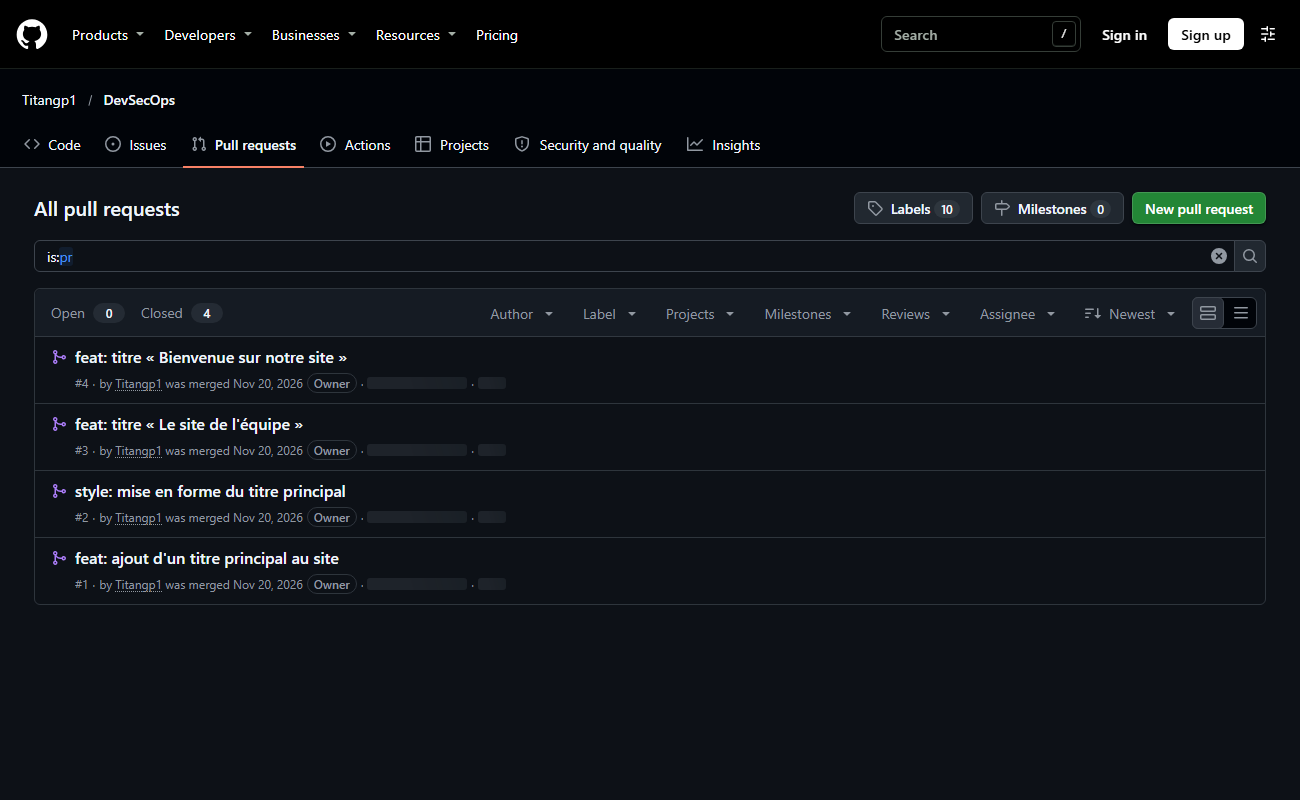 Products Developers Businesses Resources Pricing Search / Sign in Sign up
Titangp1 / DevSecOps
Code Issues Pull requests Actions Projects Security and quality Insights
All pull requests Labels 10 Milestones 0 New pull request
is:pr
Open 0 Closed 4 Author Label Projects Milestones Reviews Assignee Newest
feat: titre « Bienvenue sur notre site »
#4 · by Titangp1 was merged Nov 20, 2026 Owner · ·
feat: titre « Le site de l'équipe »
#3 · by Titangp1 was merged Nov 20, 2026 Owner · ·
style: mise en forme du titre principal
#2 · by Titangp1 was merged Nov 20, 2026 Owner · ·
feat: ajout d'un titre principal au site
#1 · by Titangp1 was merged Nov 20, 2026 Owner · ·